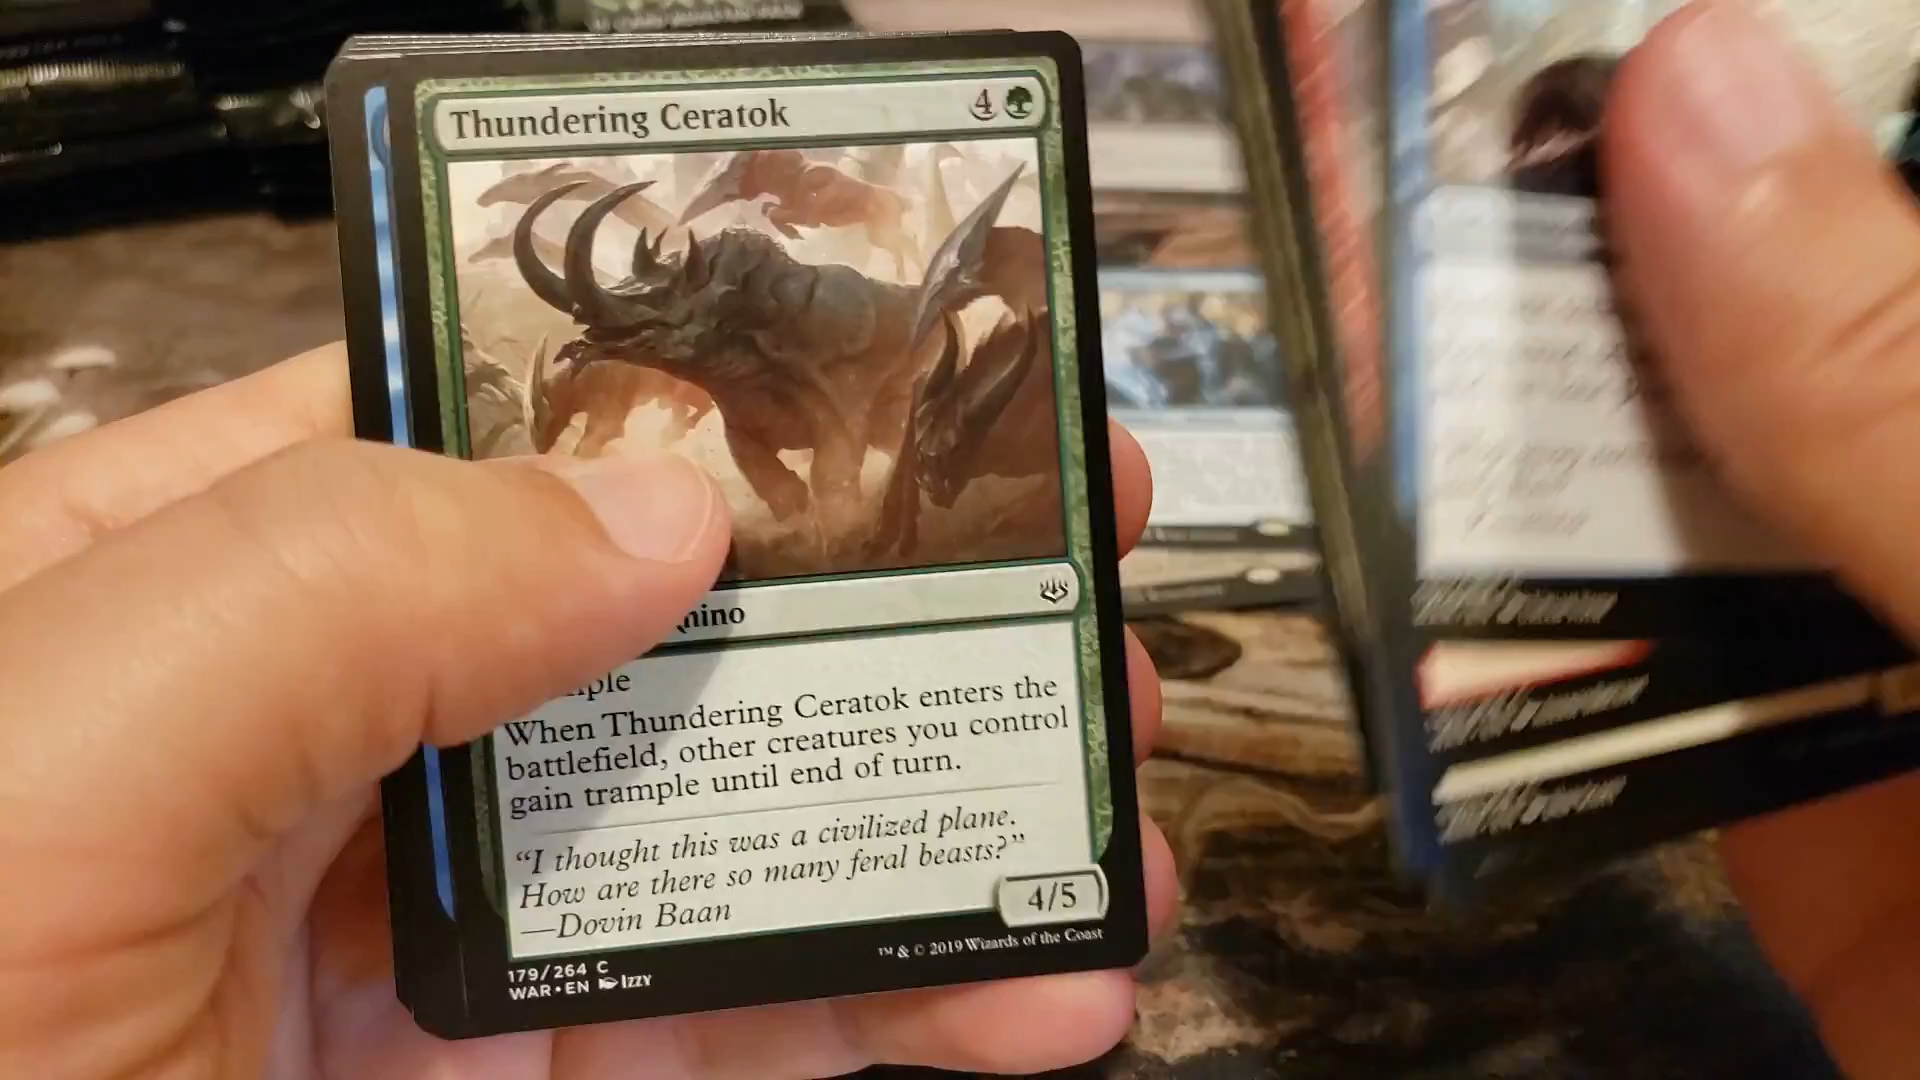 Thundering Ceratok 4
hino
ple
When Thundering Ceratok enters the
battlefield, other creatures you control
gain trample until end of turn.
“I thought this was a civilized plane.
How are there so many feral beasts?”
—Dovin Baan
4/5
179/264 C
WAR • EN Izzy
™ & © 2019 Wizards of the Coast